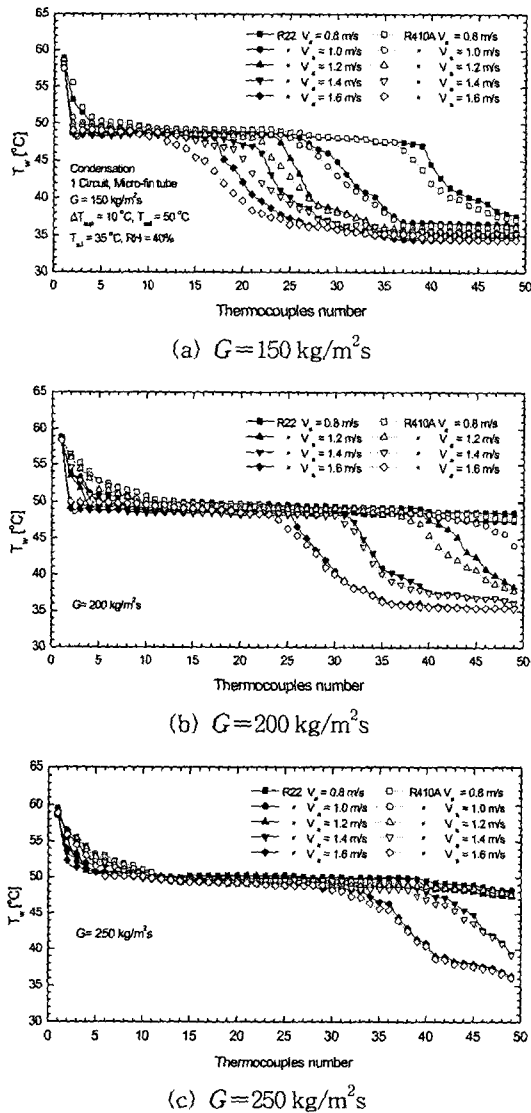 65
60
55
50
45
40
35
30
T_w [°C]
R22 V_a = 0.8 m/s R410A V_a = 0.8 m/s
〃 V_a = 1.0 m/s 〃 V_a = 1.0 m/s
〃 V_a = 1.2 m/s 〃 V_a = 1.2 m/s
〃 V_a = 1.4 m/s 〃 V_a = 1.4 m/s
〃 V_a = 1.6 m/s 〃 V_a = 1.6 m/s
Condensation
1 Circuit, Micro-fin tube
G = 150 kg/m²s
= 10 °C, = 50 °C
= 35 °C, RH = 40%
0 5 10 15 20 25 30 35 40 45 50
Thermocouples number
(a) G=150 kg/m²s
65
60
55
50
45
40
35
30
T_w [°C]
R22 V_a = 0.8 m/s R410A V_a = 0.8 m/s
〃 V_a = 1.2 m/s 〃 V_a = 1.2 m/s
〃 V_a = 1.4 m/s 〃 V_a = 1.4 m/s
〃 V_a = 1.6 m/s 〃 V_a = 1.6 m/s
G= 200 kg/m²s
0 5 10 15 20 25 30 35 40 45 50
Thermocouples number
(b) G=200 kg/m²s
65
60
55
50
45
40
35
30
T_w [°C]
R22 V_a = 0.8 m/s R410A V_a = 0.8 m/s
〃 V_a = 1.0 m/s 〃 V_a = 1.0 m/s
〃 V_a = 1.2 m/s 〃 V_a = 1.2 m/s
〃 V_a = 1.4 m/s 〃 V_a = 1.4 m/s
〃 V_a = 1.6 m/s 〃 V_a = 1.6 m/s
G= 250 kg/m²s
0 5 10 15 20 25 30 35 40 45 50
Thermocouples number
(c) G=250 kg/m²s